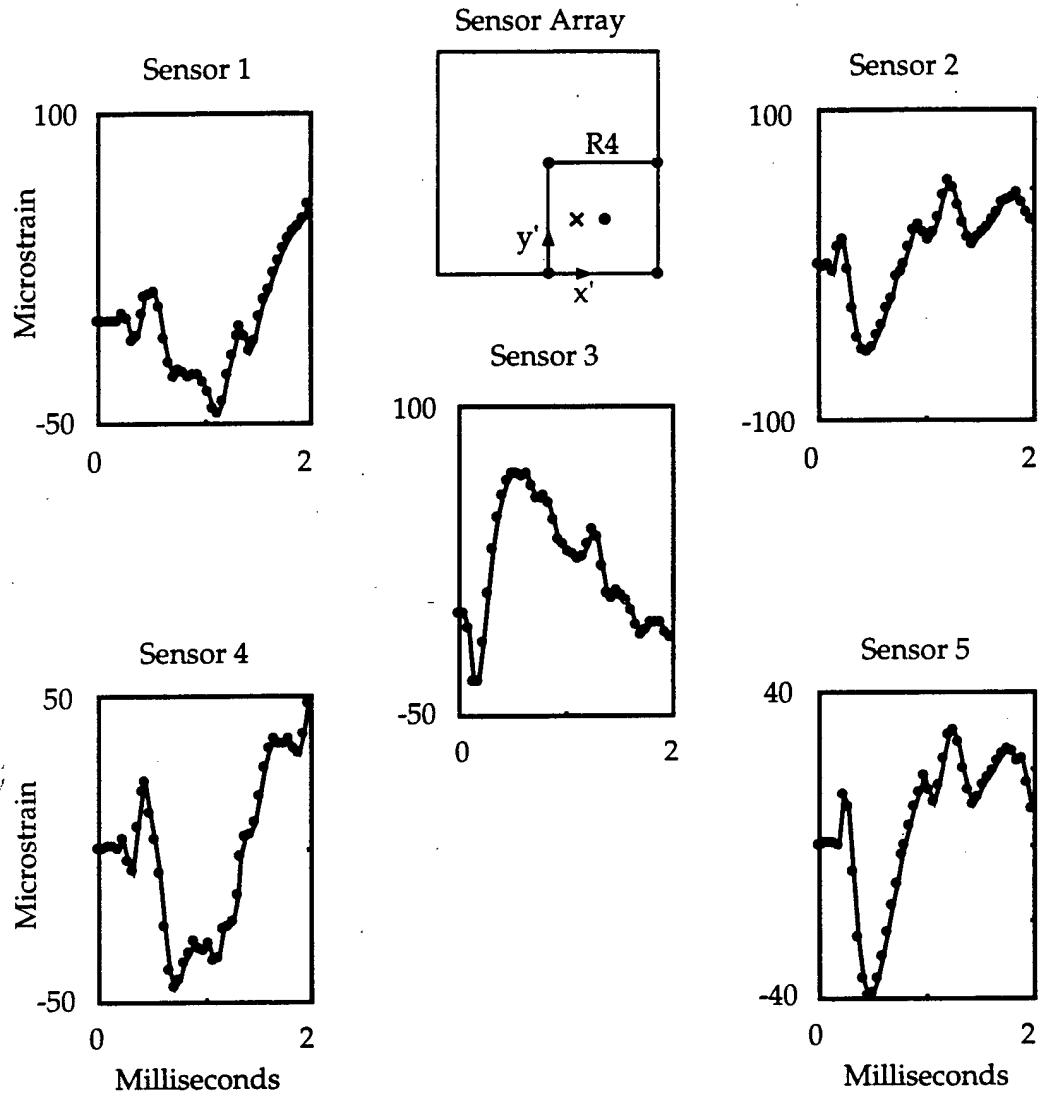 Sensor Array
Sensor 1
100
Microstrain
-50
0 2
R4
y'
x'
Sensor 2
100
-100
0 2
Sensor 3
100
-50
0 2
Sensor 4
50
Microstrain
-50
0 2
Milliseconds
Sensor 5
40
-40
0 2
Milliseconds